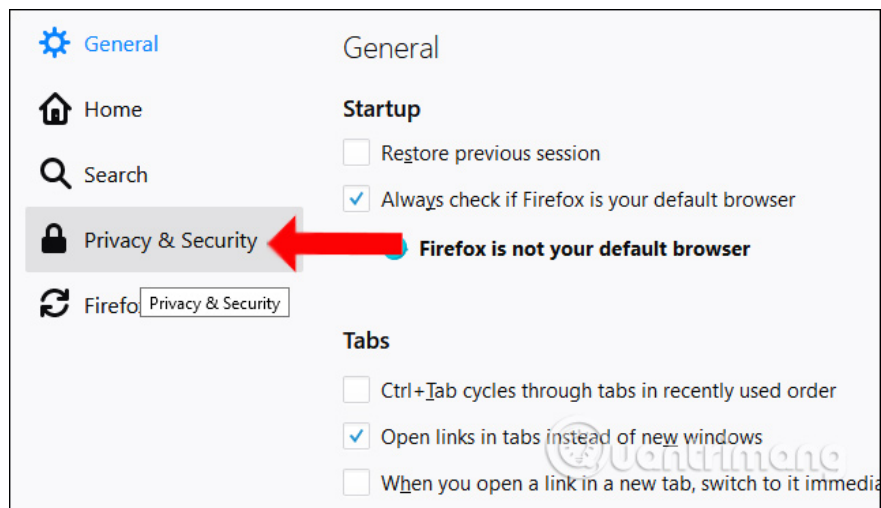 General
Home
Search
Privacy & Security
Firefo
Privacy & Security
General
Startup
Restore previous session
Always check if Firefox is your default browser
Firefox is not your default browser
Tabs
Ctrl+Tab cycles through tabs in recently used order
Open links in tabs instead of new windows
When you open a link in a new tab, switch to it immedia
Quantrimang